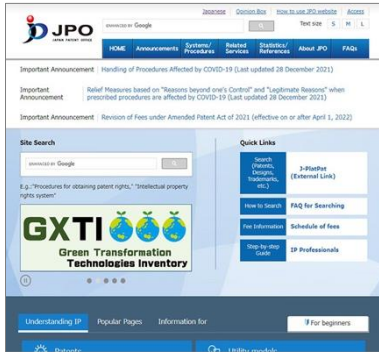 Japanese Opinion Box How to use JPO website Access
JPO
JAPAN PATENT OFFICE
ENHANCED BY Google
Text size S M L
HOME Announcements Systems/ Procedures Related Services Statistics/ References About JPO FAQs
Important Announcement Handling of Procedures Affected by COVID-19 (Last updated 28 December 2021)
Important Announcement Relief Measures based on "Reasons beyond one's Control" and "Legitimate Reasons" when
prescribed procedures are affected by COVID-19 (Last updated 28 December 2021)
Important Announcement Revision of Fees under Amended Patent Act of 2021 (effective on or after April 1, 2022)
Site Search
ENHANCED BY Google
E.g.,"Procedures for obtaining patent rights," "Intellectual property
rights system"
GXTI
Green Transformation
Technologies Inventory
Quick Links
Search
(Patents,
Designs,
Trademarks,
etc.)
J-PlatPat
(External Link)
How to Search FAQ for Searching
Fee Information Schedule of fees
Step-by-step
Guide
IP Professionals
Understanding IP Popular Pages Information for For beginners
Patents Utility models